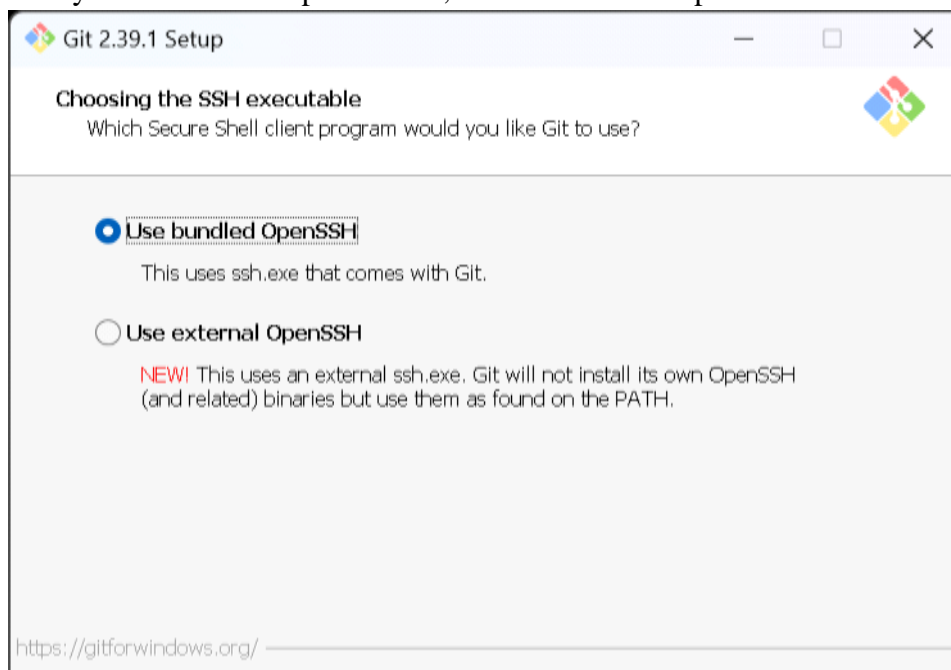 Git 2.39.1 Setup
Choosing the SSH executable
Which Secure Shell client program would you like Git to use?
Use bundled OpenSSH
This uses ssh.exe that comes with Git.
Use external OpenSSH
NEW! This uses an external ssh.exe. Git will not install its own OpenSSH
(and related) binaries but use them as found on the PATH.
https://gitforwindows.org/